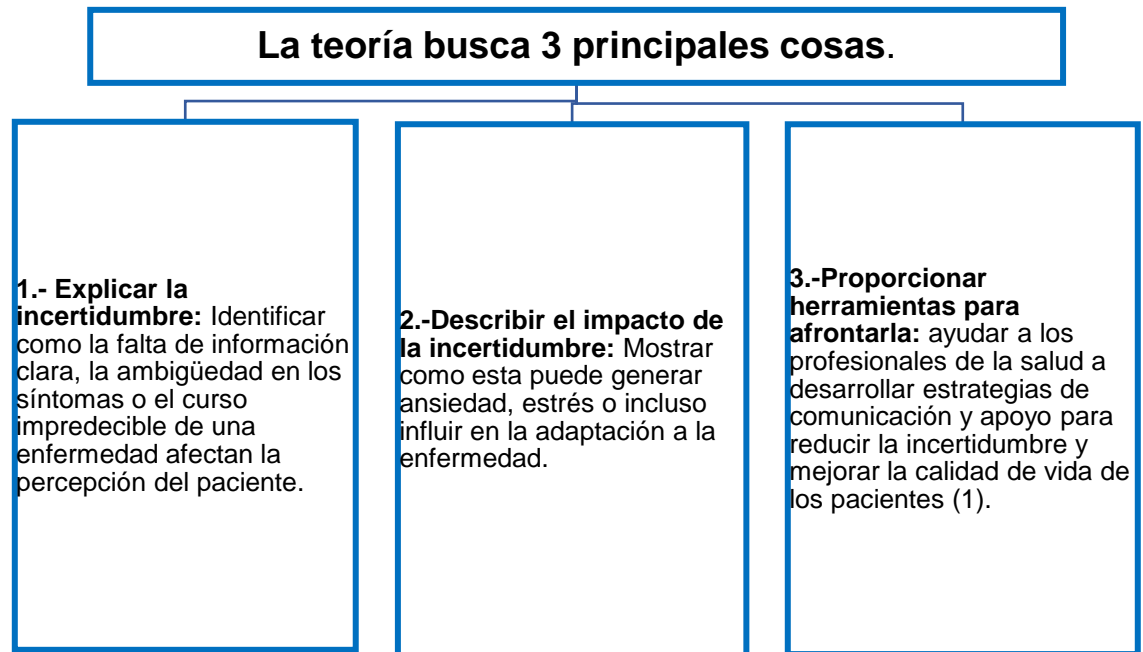 La teoría busca 3 principales cosas.
1.- Explicar la
incertidumbre: Identificar
como la falta de información
clara, la ambigüedad en los
síntomas o el curso
impredecible de una
enfermedad afectan la
percepción del paciente.
2.-Describir el impacto de
la incertidumbre: Mostrar
como esta puede generar
ansiedad, estrés o incluso
influir en la adaptación a la
enfermedad.
3.-Proporcionar
herramientas para
afrontarla: ayudar a los
profesionales de la salud a
desarrollar estrategias de
comunicación y apoyo para
reducir la incertidumbre y
mejorar la calidad de vida de
los pacientes (1).